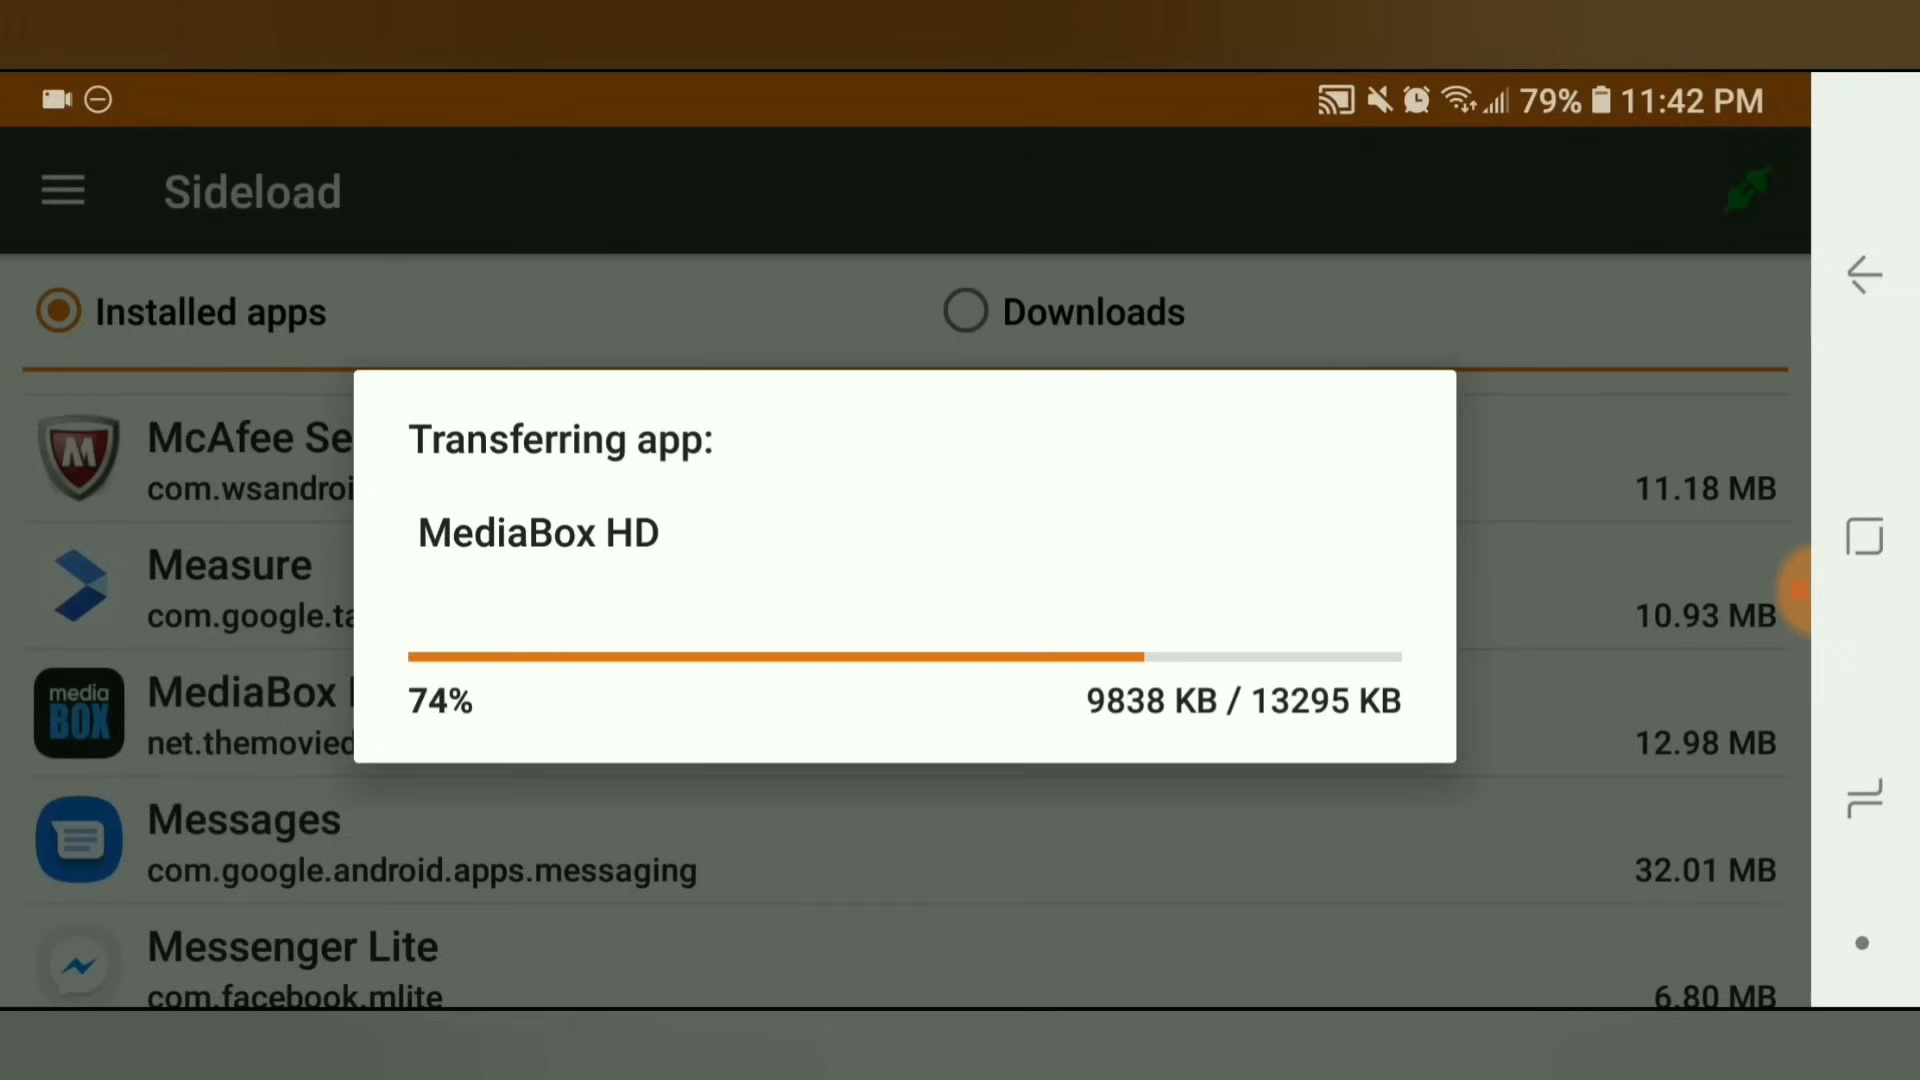 79% 11:42 PM
Sideload
Installed apps
Downloads
McAfee Se
com.wsandroi
11.18 MB
Transferring app:
MediaBox HD
74%
9838 KB / 13295 KB
Measure
com.google.ta
10.93 MB
media
BOX
MediaBox
net.themovied
12.98 MB
Messages
com.google.android.apps.messaging
32.01 MB
Messenger Lite
com.facebook.mlite
6.80 MB